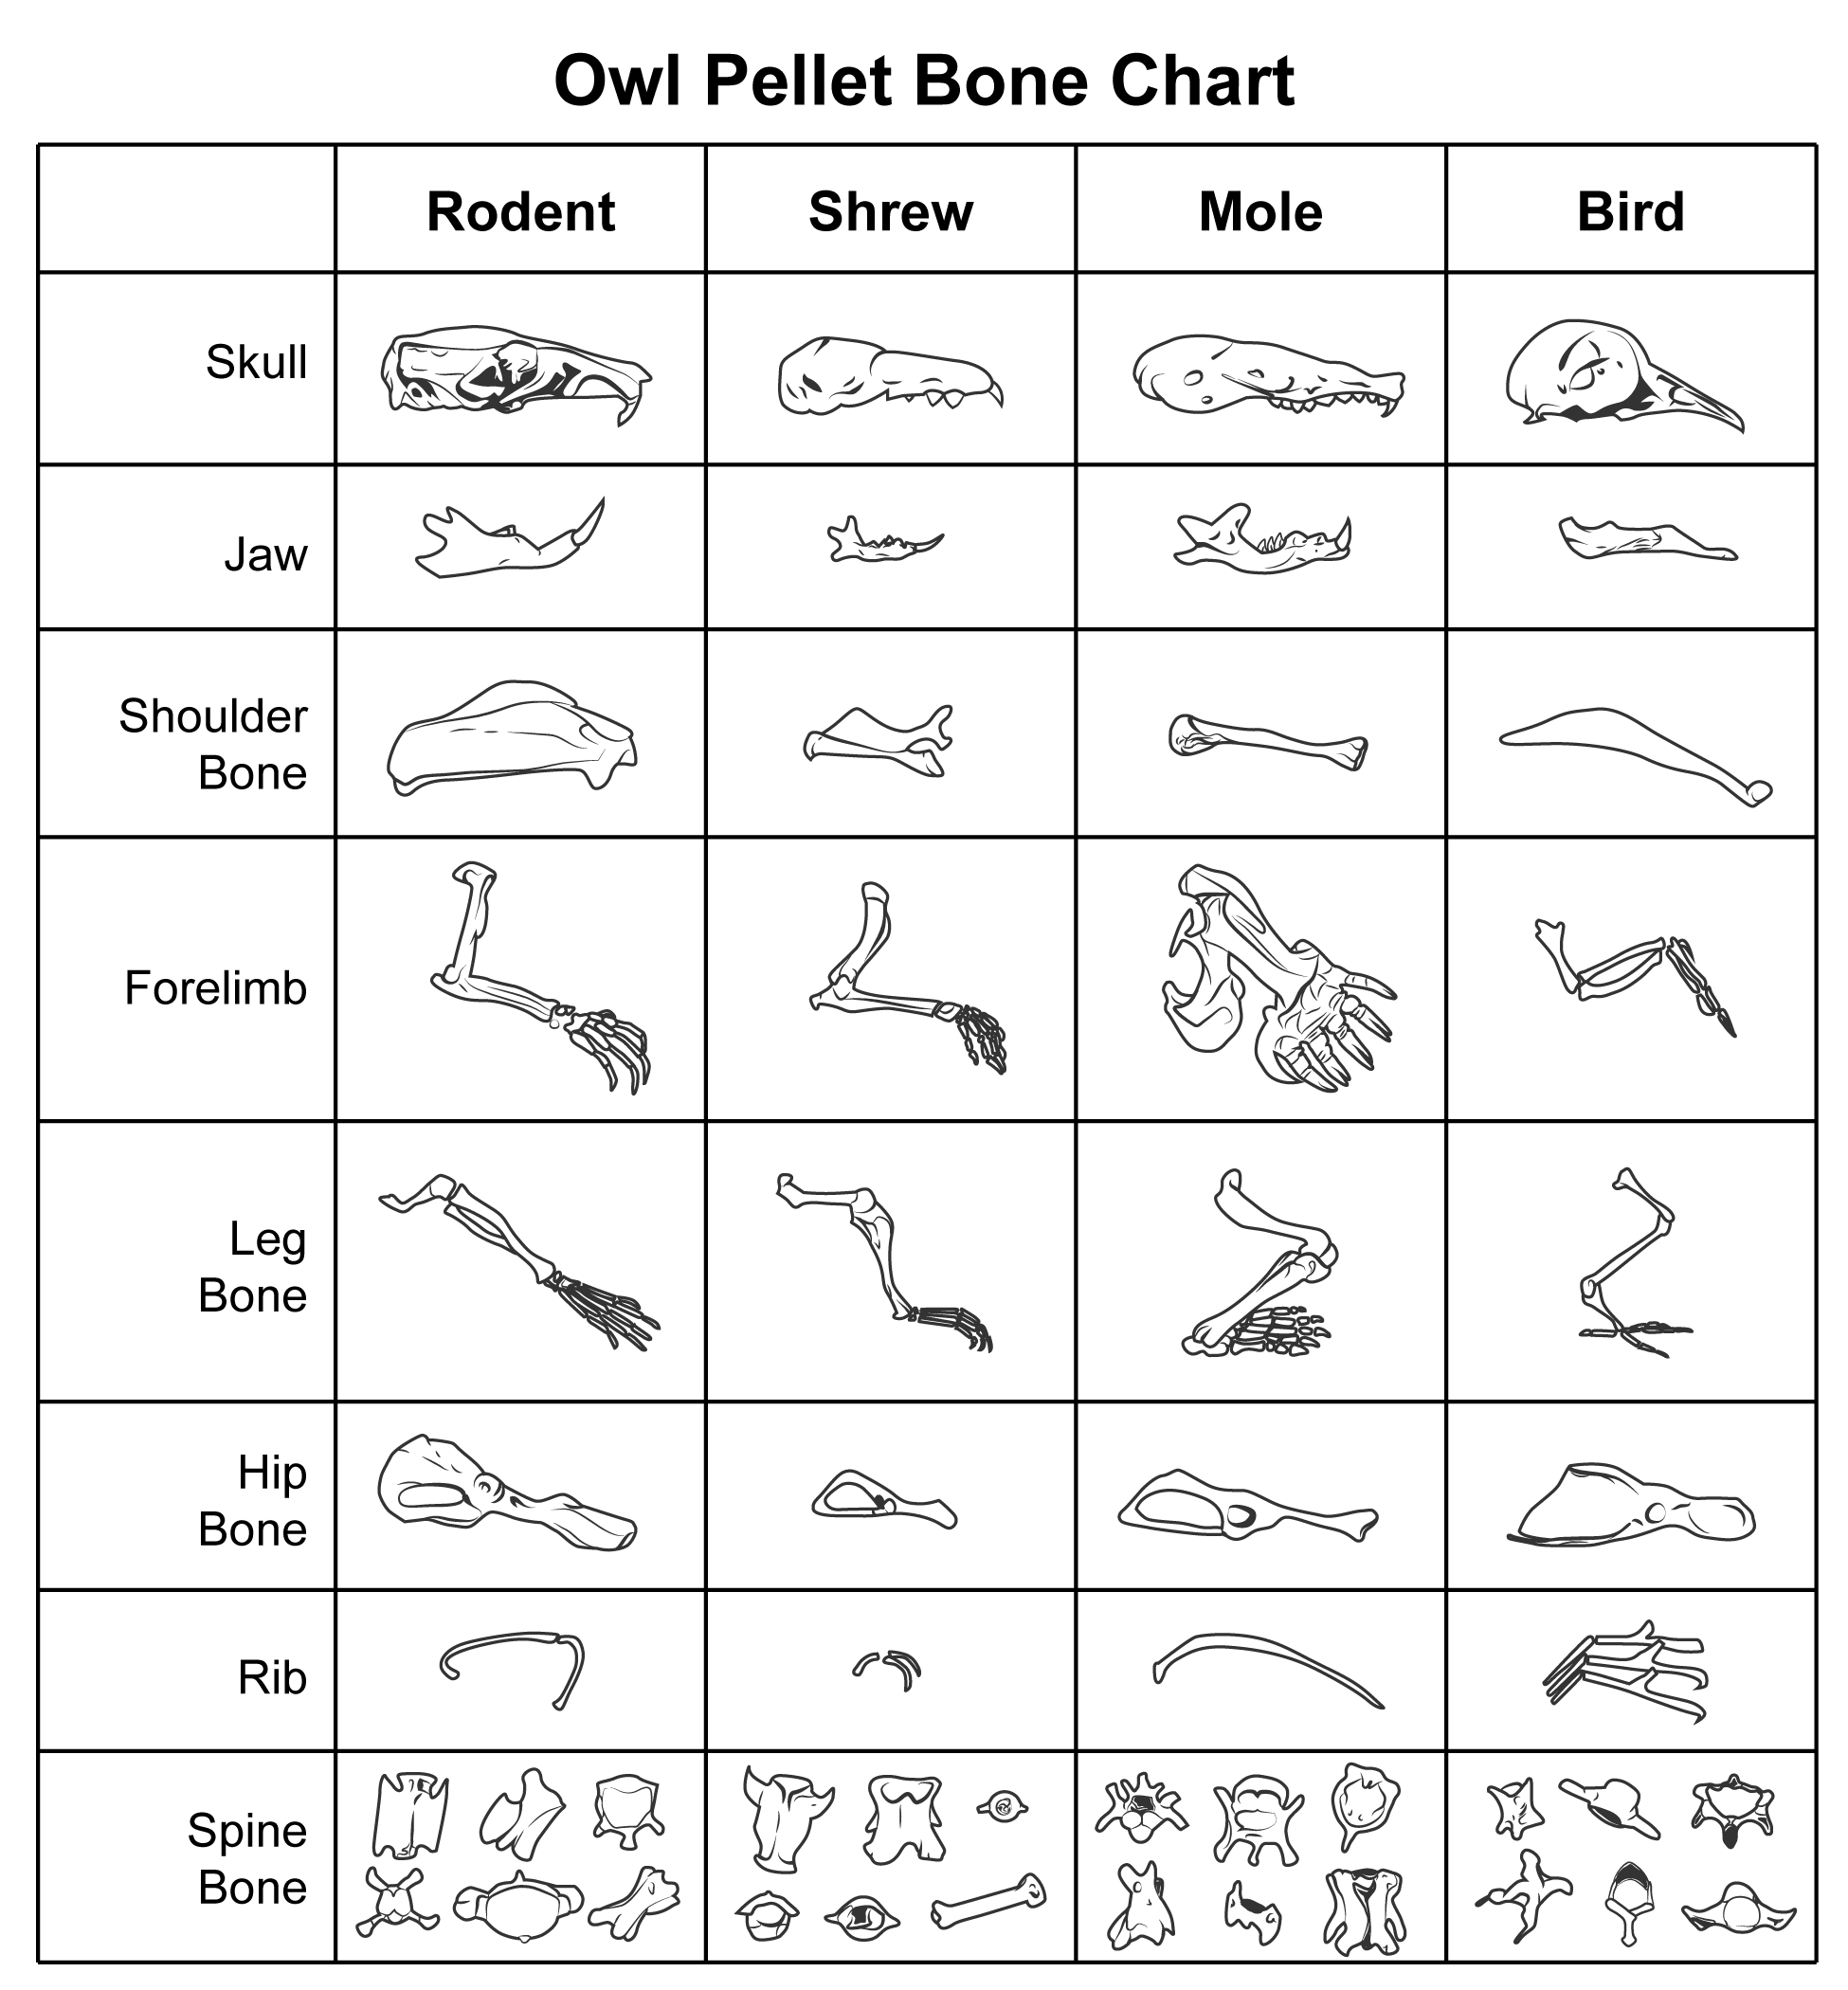 Owl Pellet Bone Chart
Rodent Shrew Mole Bird
Skull
Jaw
Shoulder
Bone
Forelimb
Leg
Bone
Hip
Bone
Rib
Spine
Bone